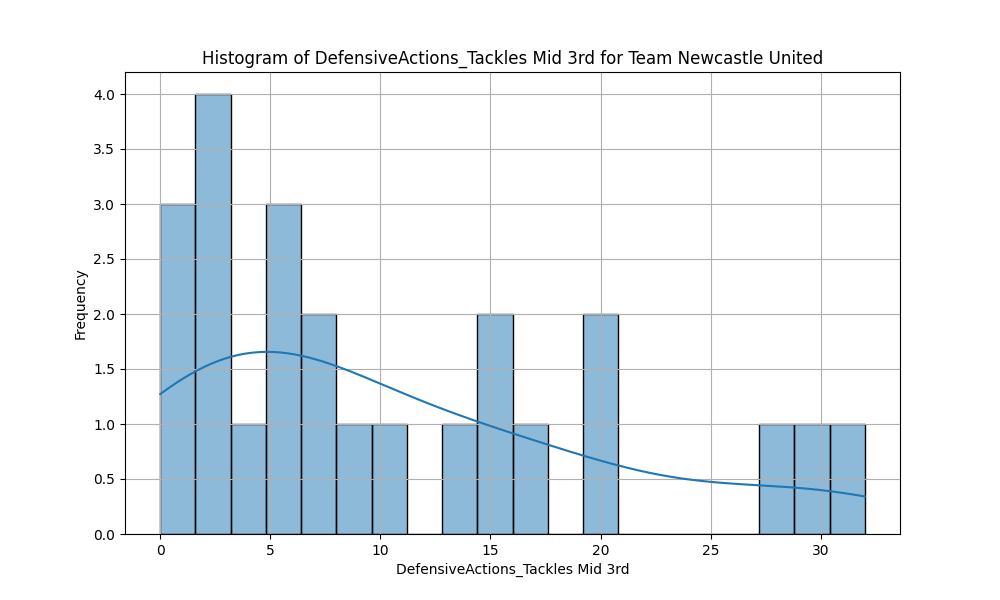 Histogram of DefensiveActions_Tackles Mid 3rd for Team Newcastle United
4.0
3.5
3.0
2.5
2.0
1.5
1.0
0.5
0.0
Frequency
0 5 10 15 20 25 30
DefensiveActions_Tackles Mid 3rd